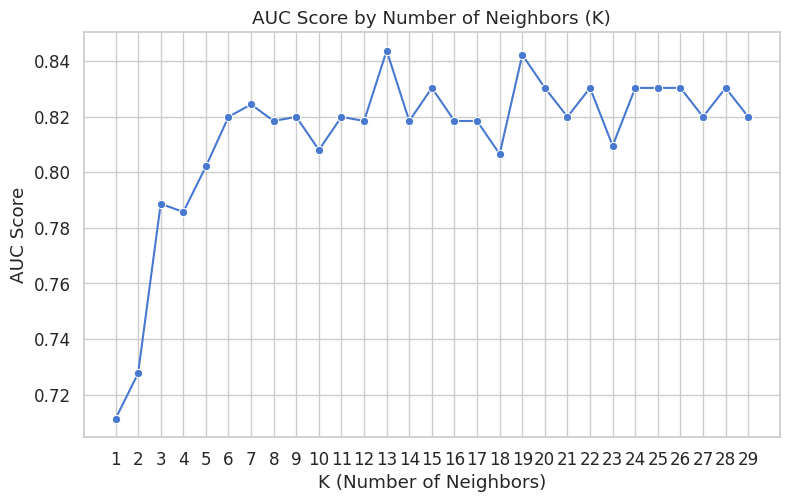 AUC Score by Number of Neighbors (K)
AUC Score
0.84
0.82
0.80
0.78
0.76
0.74
0.72
1 2 3 4 5 6 7 8 9 10 11 12 13 14 15 16 17 18 19 20 21 22 23 24 25 26 27 28 29
K (Number of Neighbors)